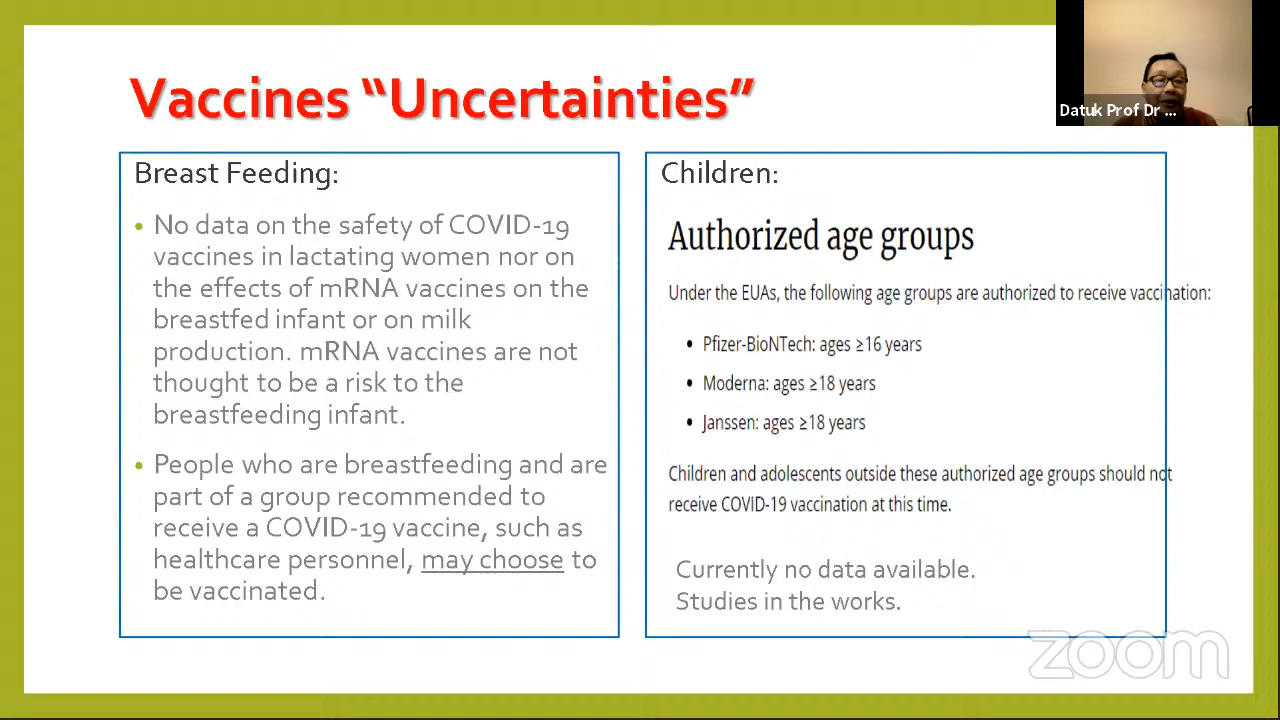 Vaccines “Uncertainties”
Datuk Prof Dr ...
Breast Feeding:
• No data on the safety of COVID-19
vaccines in lactating women nor on
the effects of mRNA vaccines on the
breastfed infant or on milk
production. mRNA vaccines are not
thought to be a risk to the
breastfeeding infant.
• People who are breastfeeding and are
part of a group recommended to
receive a COVID-19 vaccine, such as
healthcare personnel, may choose to
be vaccinated.
Children:
Authorized age groups
Under the EUAs, the following age groups are authorized to receive vaccination:
• Pfizer-BioNTech: ages ≥16 years
• Moderna: ages ≥18 years
• Janssen: ages ≥18 years
Children and adolescents outside these authorized age groups should not
receive COVID-19 vaccination at this time.
Currently no data available.
Studies in the works.
zoom